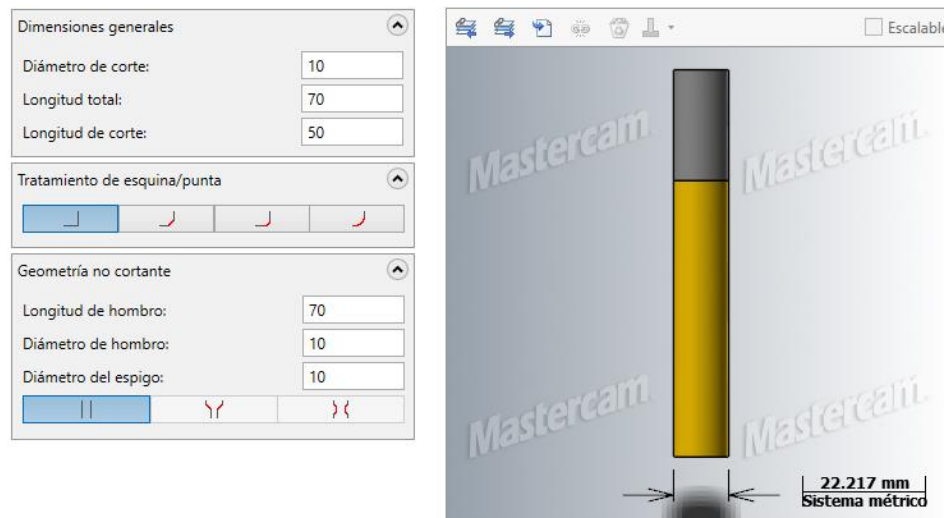 Dimensiones generales
Diámetro de corte: 10
Longitud total: 70
Longitud de corte: 50
Tratamiento de esquina/punta
Geometría no cortante
Longitud de hombro: 70
Diámetro de hombro: 10
Diámetro del espigo: 10
Escalable
Mastercam
Mastercam
Mastercam
Mastercam
22.217 mm
Sistema métrico